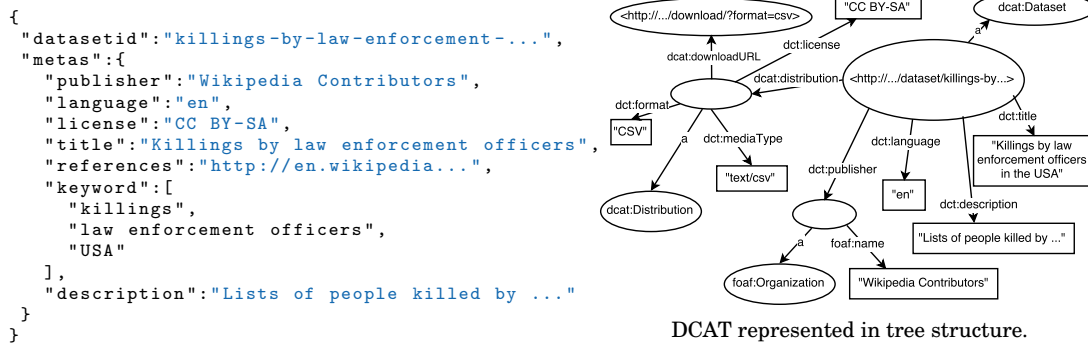 {
"datasetid":"killings-by-law-enforcement-...",
"metas":{
"publisher":"Wikipedia Contributors",
"language":"en",
"license":"CC BY-SA",
"title":"Killings by law enforcement officers",
"references":"http://en.wikipedia...",
"keyword":[
"killings",
"law enforcement officers",
"USA"
],
"description":"Lists of people killed by ..."
}
}
<http://.../download/?format=csv>
"CC BY-SA"
dcat:Dataset
dct:license
a
dcat:downloadURL
dcat:distribution
<http://.../dataset/killings-by...>
dct:format
"CSV"
a
dct:mediaType
"text/csv"
dcat:Distribution
dct:title
"Killings by law
enforcement officers
in the USA"
dct:language
"en"
dct:publisher
dct:description
"Lists of people killed by ..."
a
foaf:name
foaf:Organization
"Wikipedia Contributors"
DCAT represented in tree structure.